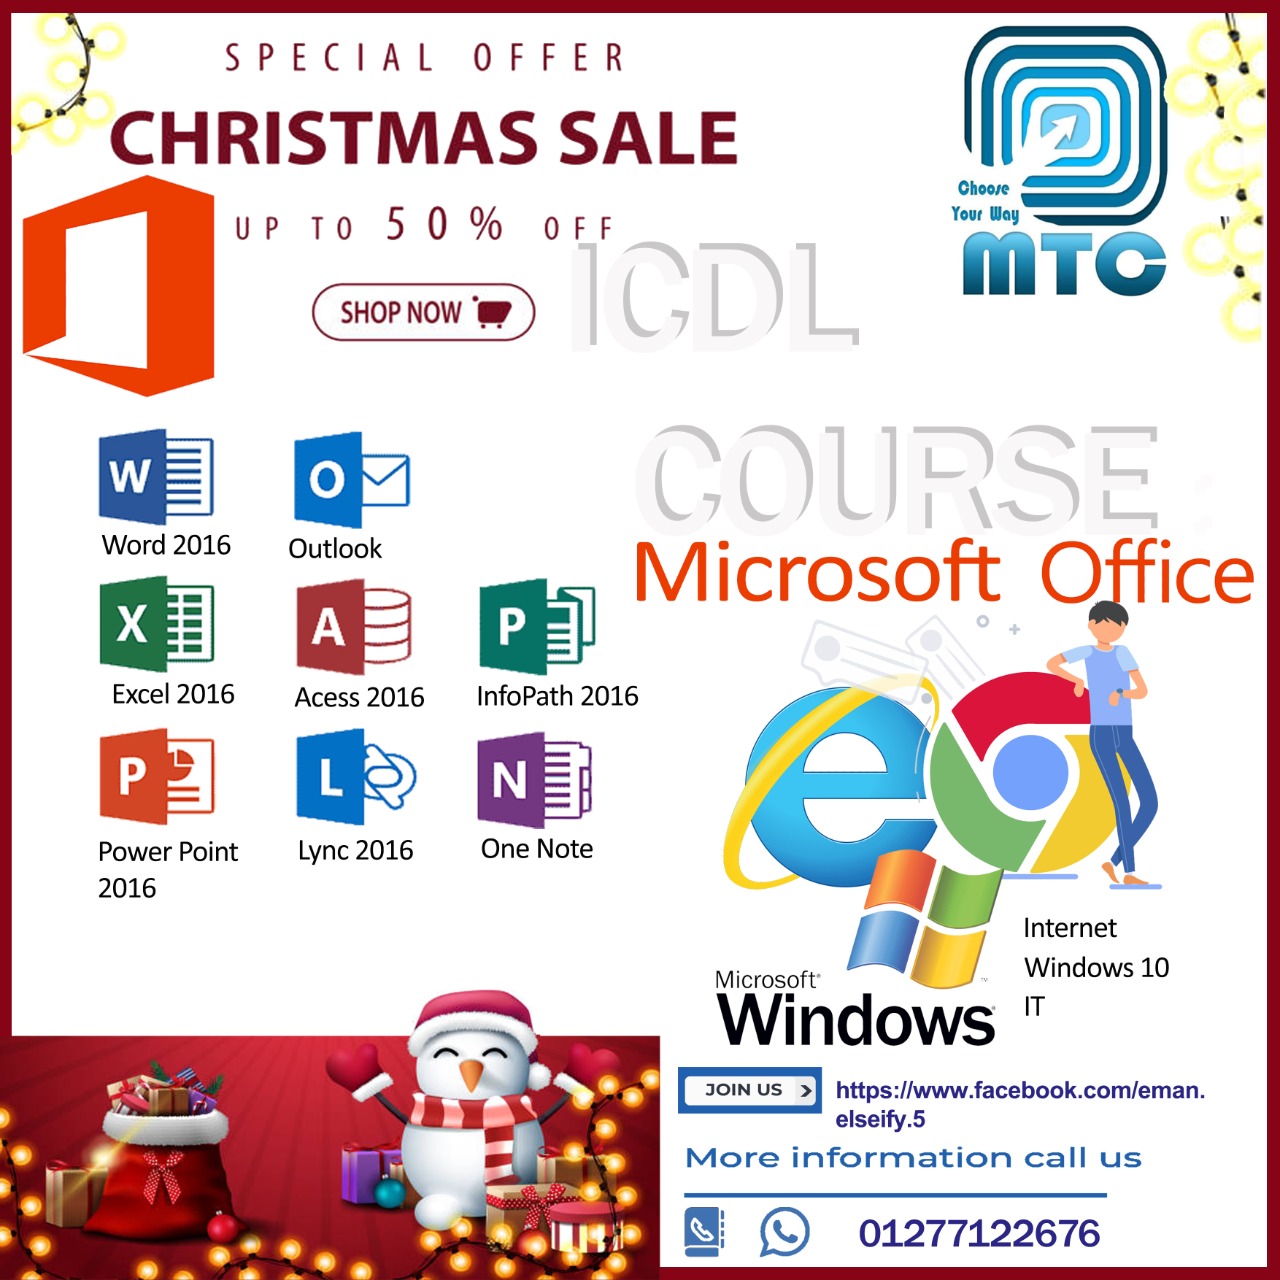 SPECIAL OFFER
CHRISTMAS SALE
UP TO 50% OFF
SHOP NOW
Choose
Your Way
MTC
ICDL
COURSE :
Microsoft Office
W
Word 2016
O
Outlook
X
Excel 2016
A
Acess 2016
P
InfoPath 2016
P
Power Point
2016
L
Lync 2016
N
One Note
Internet
Windows 10
IT
Microsoft®
Windows®
TM
JOIN US >
https://www.facebook.com/eman.
elseify.5
More information call us
01277122676